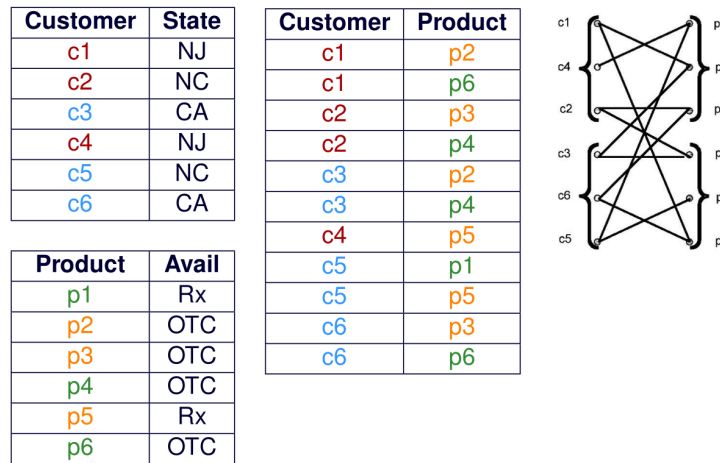 Customer State
c1 NJ
c2 NC
c3 CA
c4 NJ
c5 NC
c6 CA
Product Avail
p1 Rx
p2 OTC
p3 OTC
p4 OTC
p5 Rx
p6 OTC
Customer Product
c1 p2
c1 p6
c2 p3
c2 p4
c3 p2
c3 p4
c4 p5
c5 p1
c5 p5
c6 p3
c6 p6
c1 p
c4 p
c2 p
c3 p
c6 p
c5 p